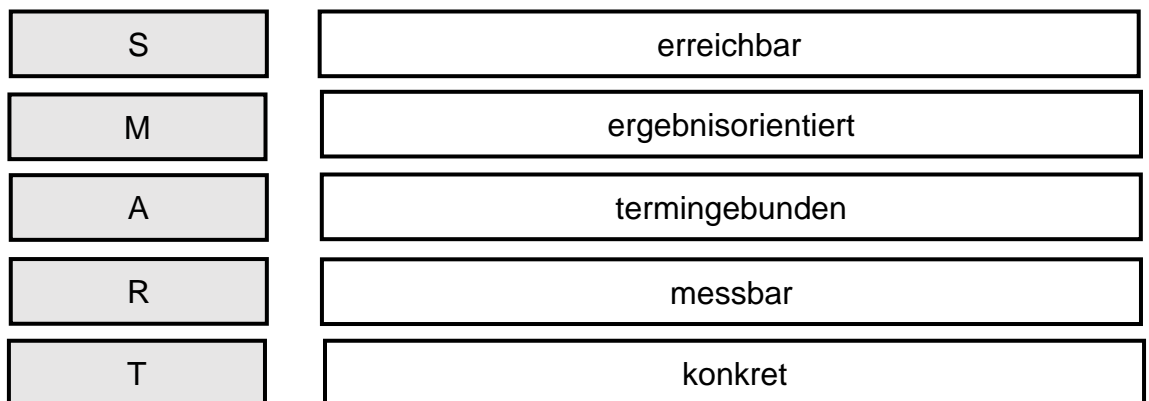 S erreichbar
M ergebnisorientiert
A termingebunden
R messbar
T konkret